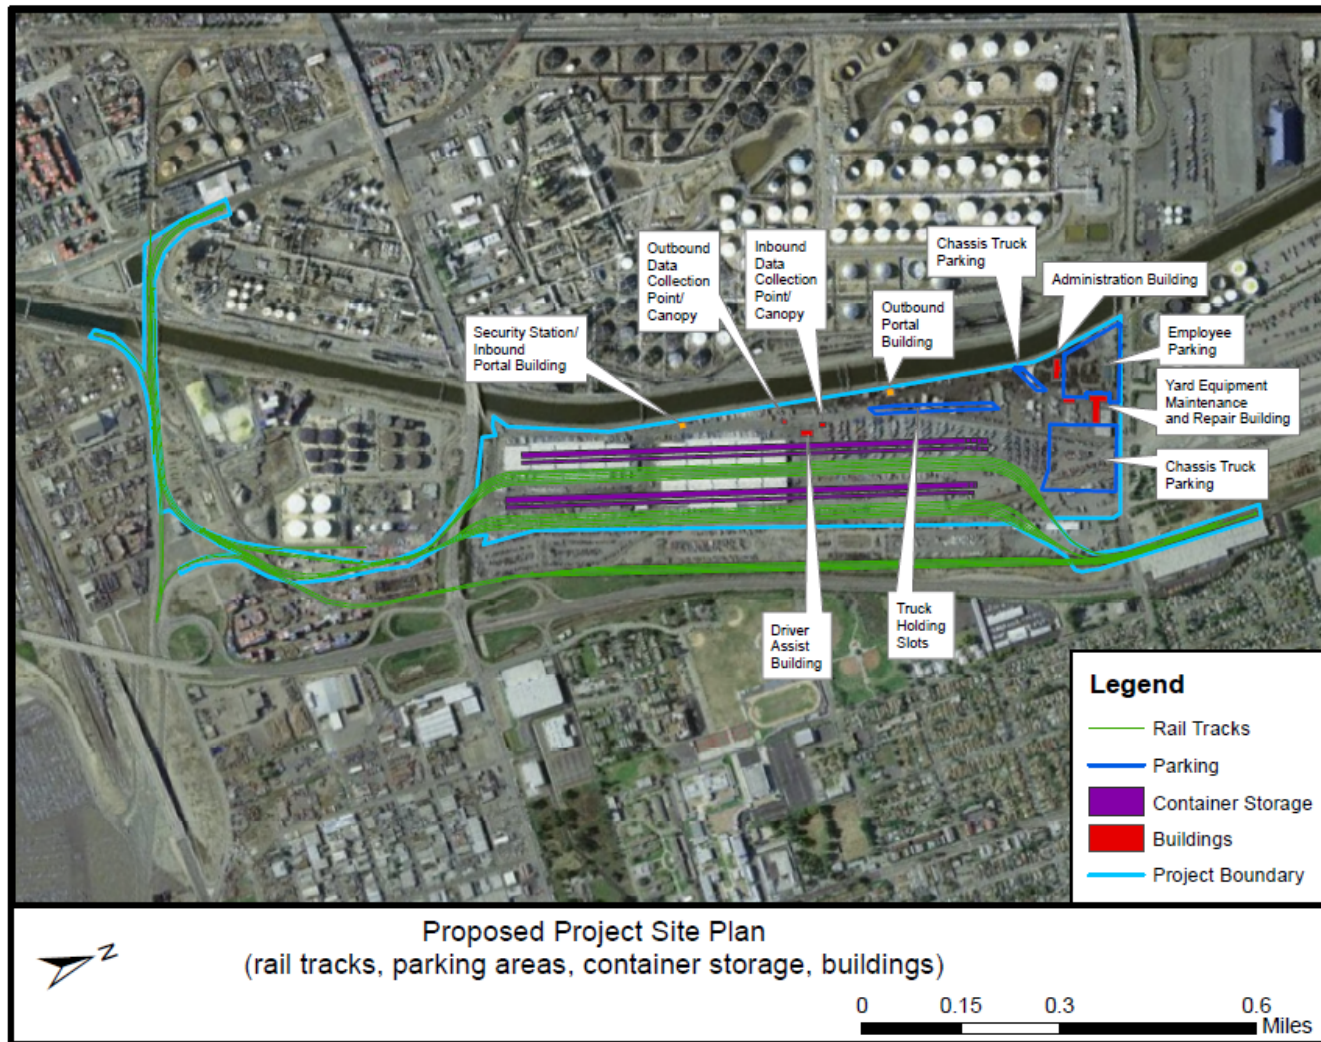 Outbound
Data
Collection
Point/
Canopy
Inbound
Data
Collection
Point/
Canopy
Chassis Truck
Parking
Administration Building
Security Station/
Inbound
Portal Building
Outbound
Portal
Building
Employee
Parking
Yard Equipment
Maintenance
and Repair Building
Chassis Truck
Parking
Driver
Assist
Building
Truck
Holding
Slots
Legend
Rail Tracks
Parking
Container Storage
Buildings
Project Boundary
Proposed Project Site Plan
(rail tracks, parking areas, container storage, buildings)
N
0 0.15 0.3 0.6
Miles